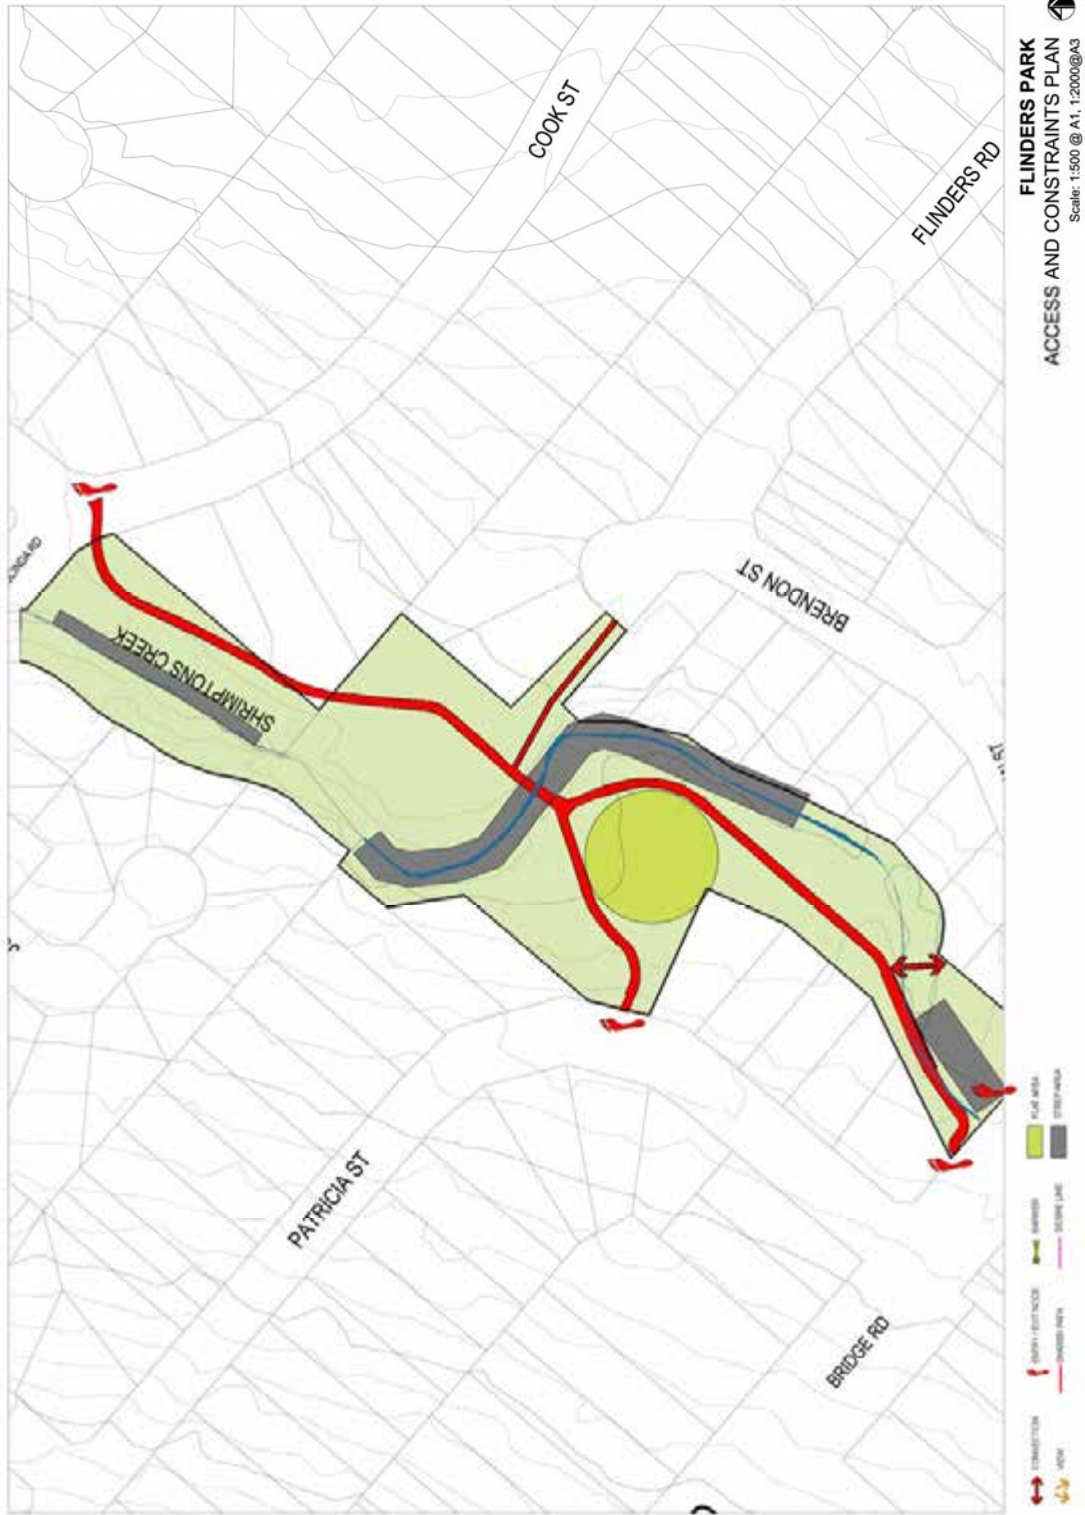 FLINDERS PARK
ACCESS AND CONSTRAINTS PLAN
Scale: 1:500 @ A1, 1:2000@A3
COOK ST
FLINDERS RD
BRENDON ST
SHRIMPTONS CREEK
PATRICIA ST
BRIDGE RD
CONNECTION
ENTRY / EXIT NODE
BARRIER
FLAT AREA
VIEW
SHARED PATH
DESIRE LINE
STEEP AREA